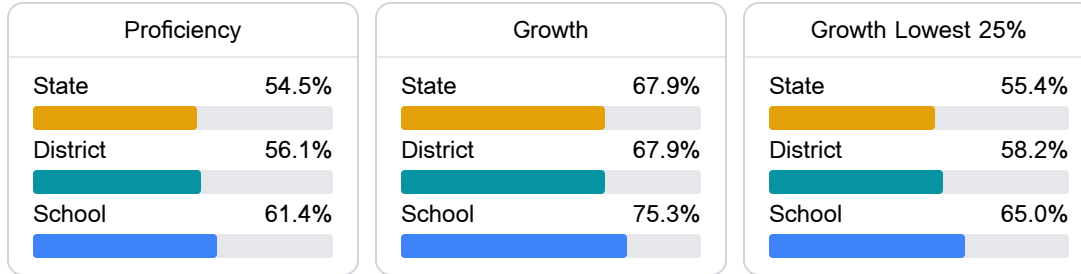 Proficiency
State 54.5%
District 56.1%
School 61.4%
Growth
State 67.9%
District 67.9%
School 75.3%
Growth Lowest 25%
State 55.4%
District 58.2%
School 65.0%